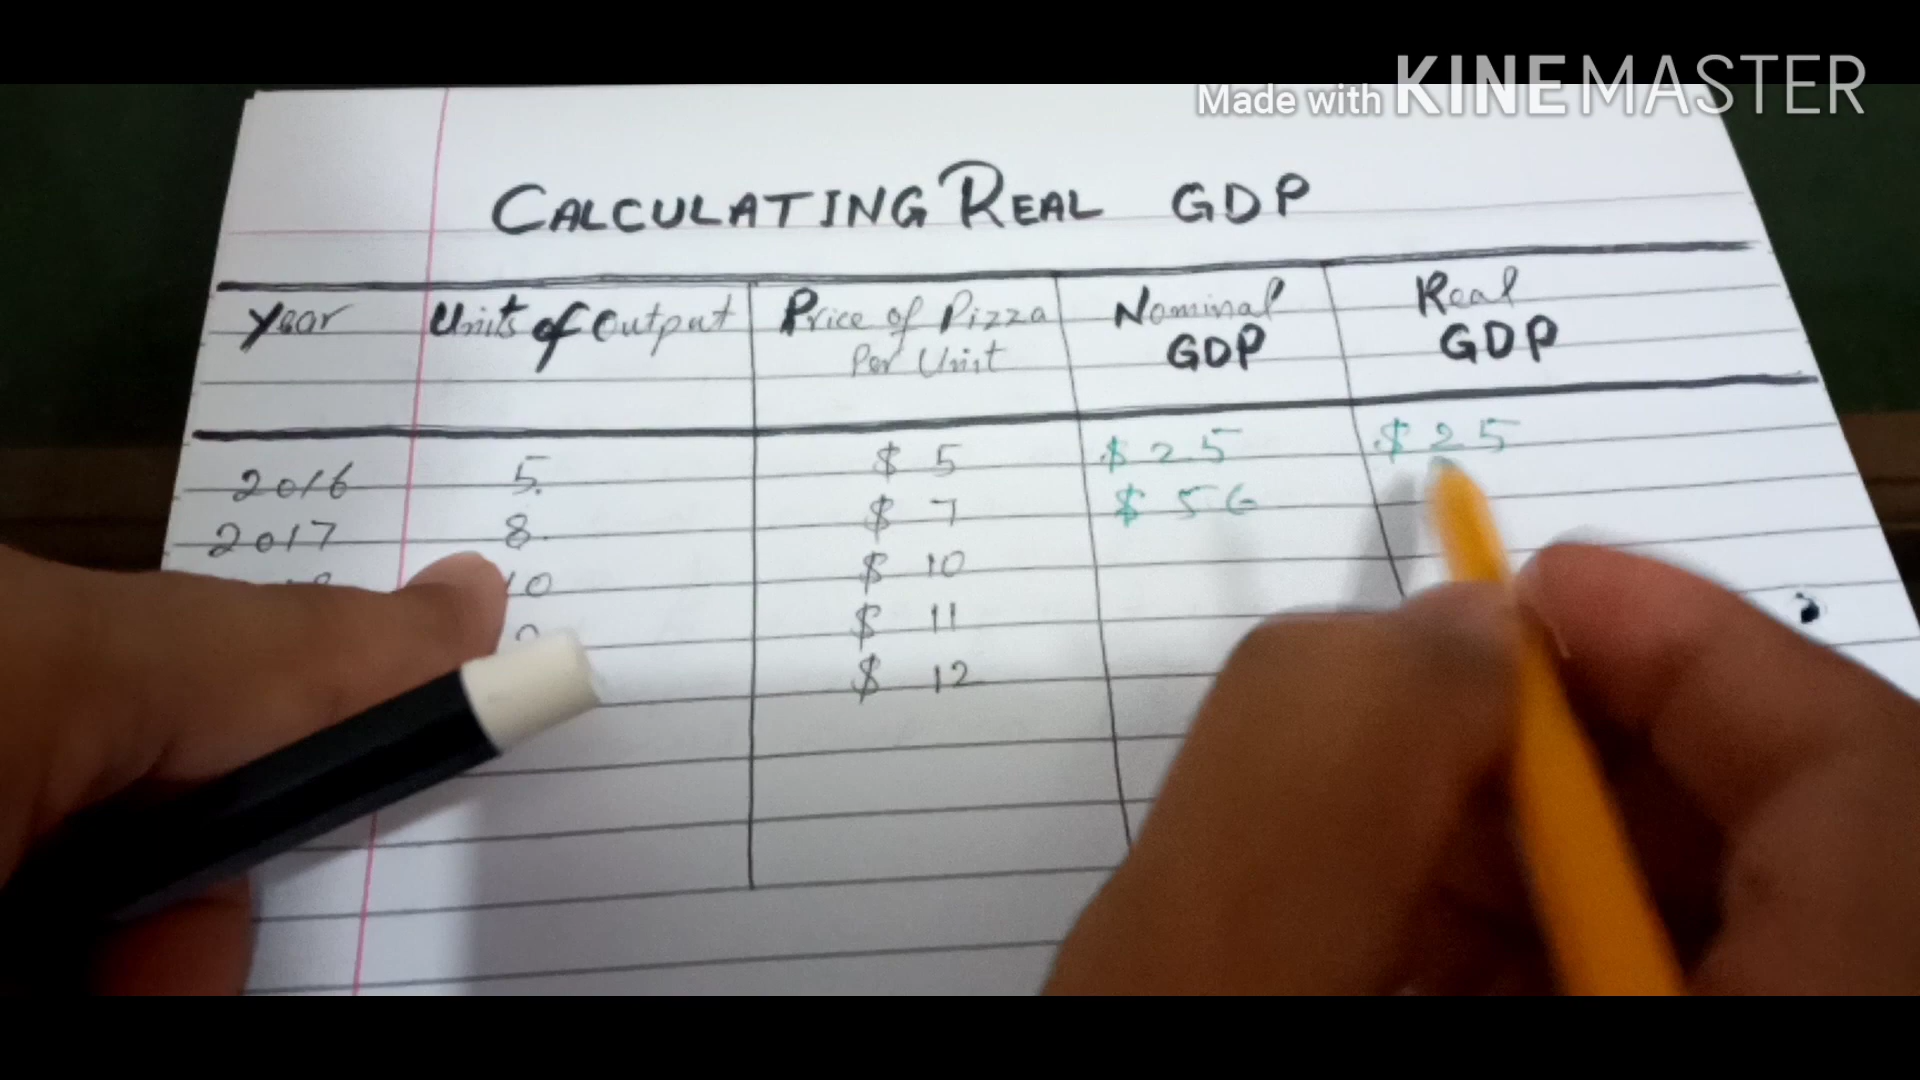 Made with KINEMASTER
CALCULATING REAL GDP
Year Units of Output Price of Pizza Per Unit Nominal GDP Real GDP
2016 5. $ 5 $ 25 $ 25
2017 8. $ 7 $ 56
10 $ 10
$ 11
$ 12